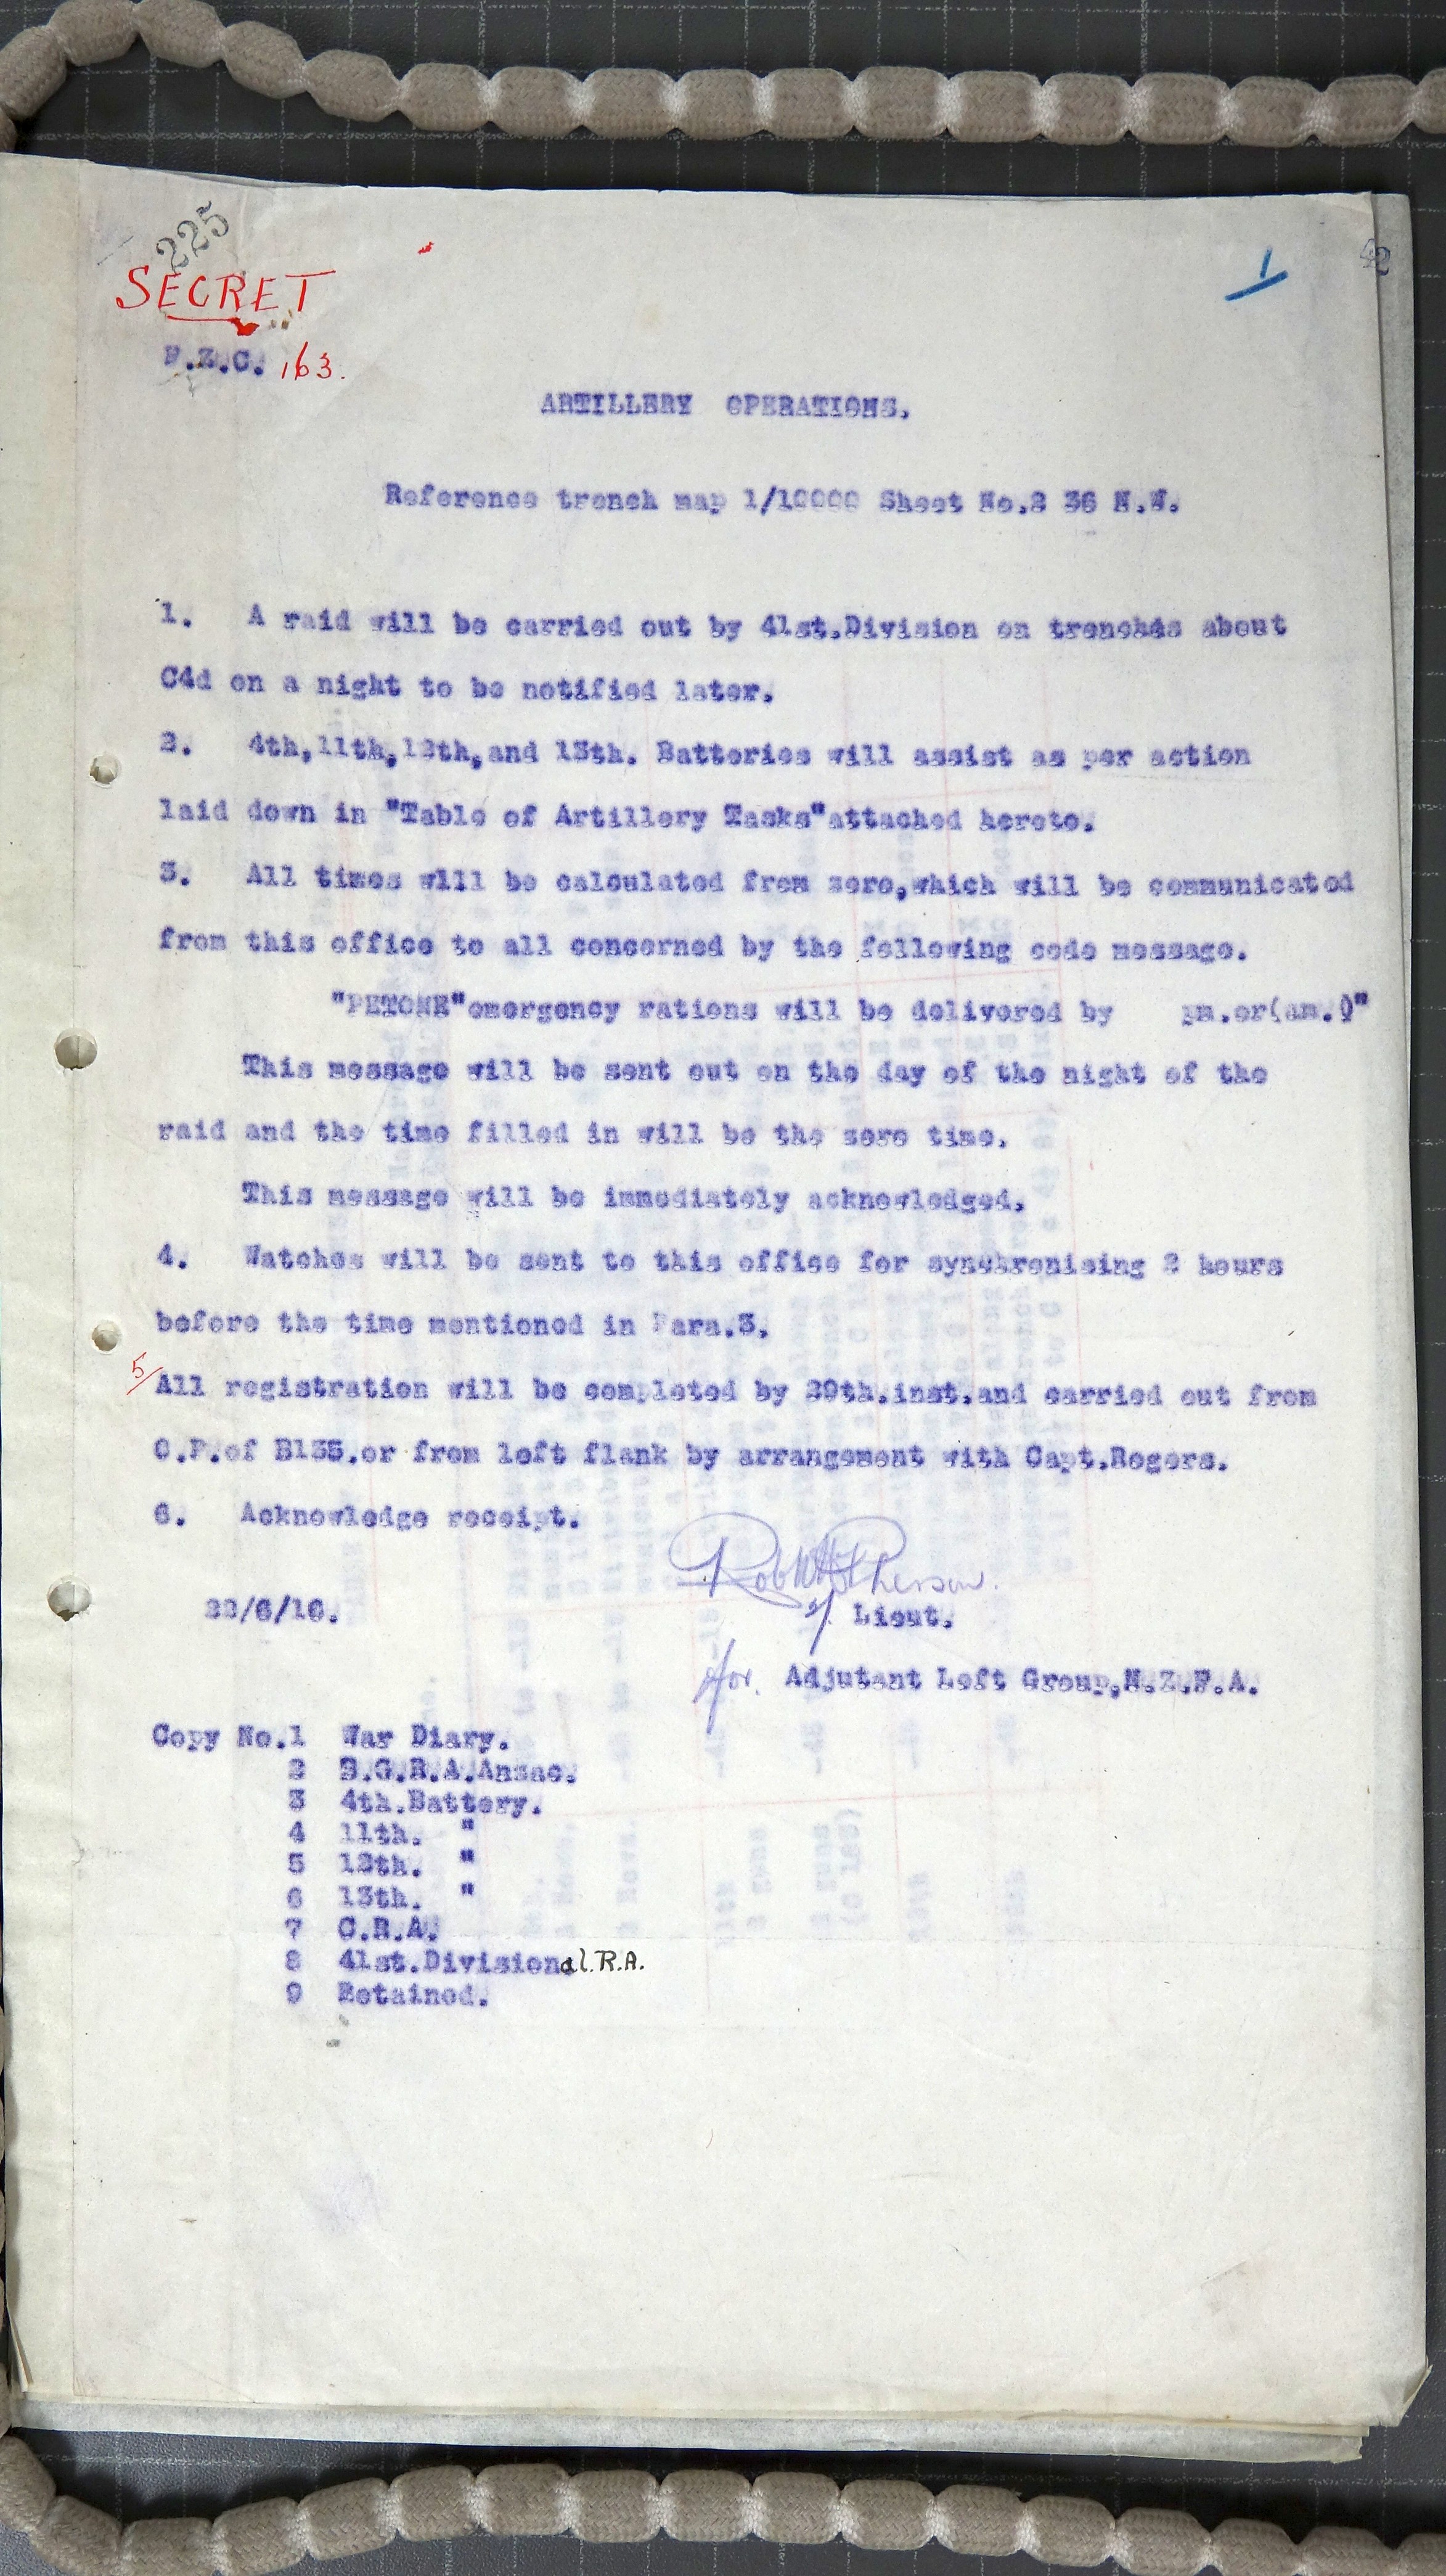 225
SECRET
N.Z.C. 163.
1
42
ARTILLERY OPERATIONS.
Reference trench map 1/10000 Sheet No.2 36 N.W.
1. A raid will be carried out by 41st.Division on trenches about
C4d on a night to be notified later.
2. 4th,11th,12th,and 13th. Batteries will assist as per action
laid down in "Table of Artillery Tasks"attached hereto.
3. All times will be calculated from zero,which will be communicated
from this office to all concerned by the following code message.
"PETONE"emergency rations will be delivered by pm.or(am.)"
This message will be sent out on the day of the night of the
raid and the time filled in will be the zero time.
This message will be immediately acknowledged.
4. Watches will be sent to this office for synchronising 2 hours
before the time mentioned in Para.3.
5/ All registration will be completed by 29th.inst.and carried out from
O.P.of B135.or from left flank by arrangement with Capt.Rogers.
6. Acknowledge receipt.
Lieut.
22/6/16.
for. Adjutant Left Group,N.Z.F.A.
Copy No.1 War Diary.
2 B.G.R.A.Anzac.
3 4th.Battery.
4 11th. "
5 12th. "
6 13th. "
7 C.R.A.
8 41st.Divisional.R.A.
9 Retained.